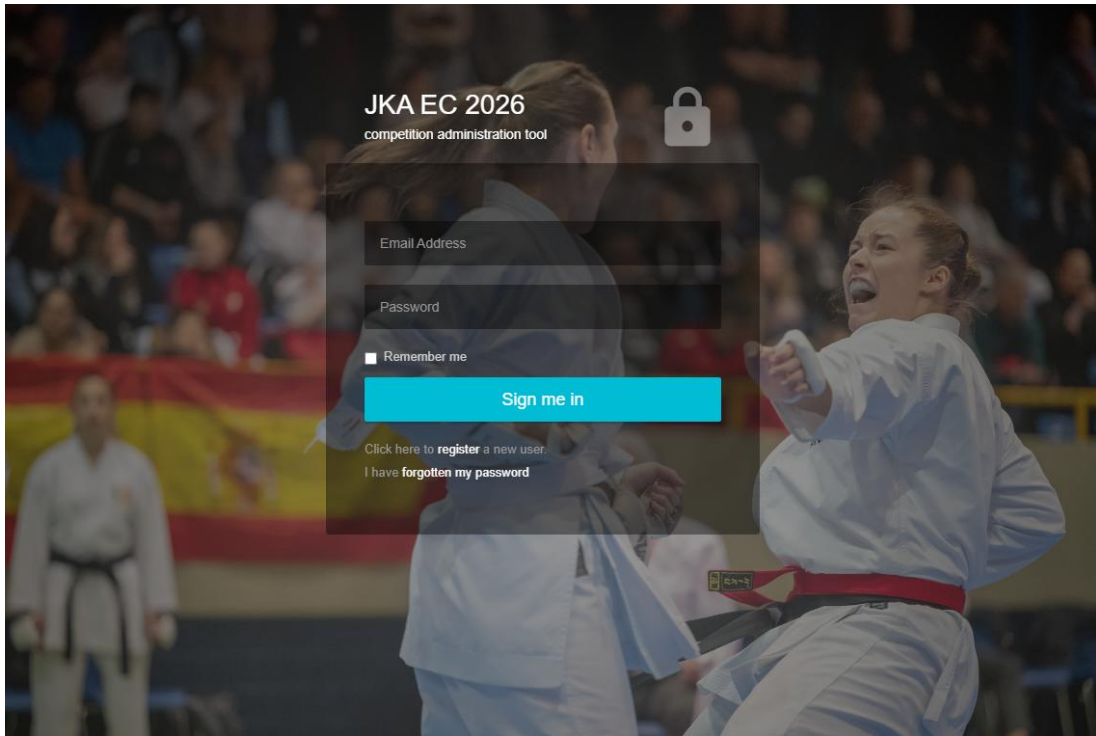 JKA EC 2026
competition administration tool
Email Address
Password
Remember me
Sign me in
Click here to register a new user.
I have forgotten my password